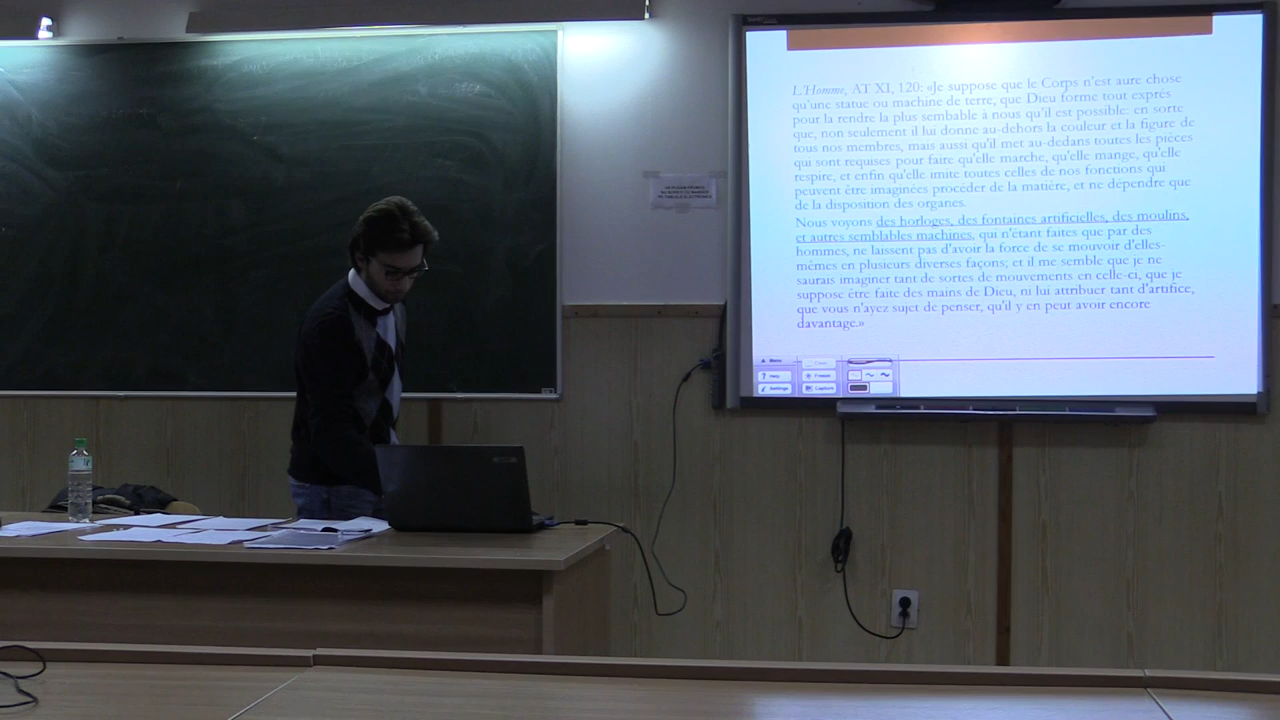 L'Homme, AT XI, 120: «Je suppose que le Corps n'est aure chose
qu'une statue ou machine de terre, que Dieu forme tout exprés
pour la rendre la plus sembable à nous qu'il est possible: en sorte
que, non seulement il lui donne au-dehors la couleur et la figure de
tous nos membres, mais aussi qu'il met au-dedans toutes les pièces
qui sont requises pour faire qu'elle marche, qu'elle mange, qu'elle
respire, et enfin qu'elle imite toutes celles de nos fonctions qui
peuvent être imaginées procéder de la matière, et ne dépendre que
de la disposition des organes.
Nous voyons des horloges, des fontaines artificielles, des moulins,
et autres semblables machines, qui n'étant faites que par des
hommes, ne laissent pas d'avoir la force de se mouvoir d'elles-
mêmes en plusieurs diverses façons; et il me semble que je ne
saurais imaginer tant de sortes de mouvements en celle-ci, que je
suppose être faite des mains de Dieu, ni lui attribuer tant d'artifice,
que vous n'ayez sujet de penser, qu'il y en peut avoir encore
davantage.»
Menu
Clear
? Help
Freeze
Settings
Capture